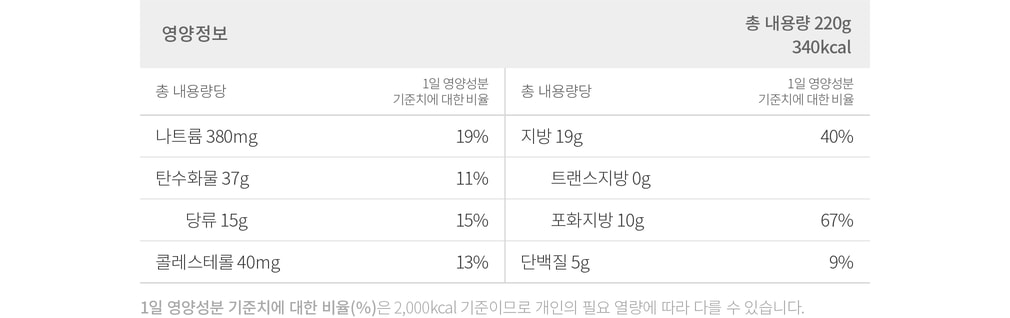 영양정보
총 내용량 220g
340kcal
총 내용량당
1일 영양성분
기준치에 대한 비율
총 내용량당
1일 영양성분
기준치에 대한 비율
나트륨 380mg 19% 지방 19g 40%
탄수화물 37g 11% 트랜스지방 0g
당류 15g 15% 포화지방 10g 67%
콜레스테롤 40mg 13% 단백질 5g 9%
1일 영양성분 기준치에 대한 비율(%)은 2,000kcal 기준이므로 개인의 필요 열량에 따라 다를 수 있습니다.